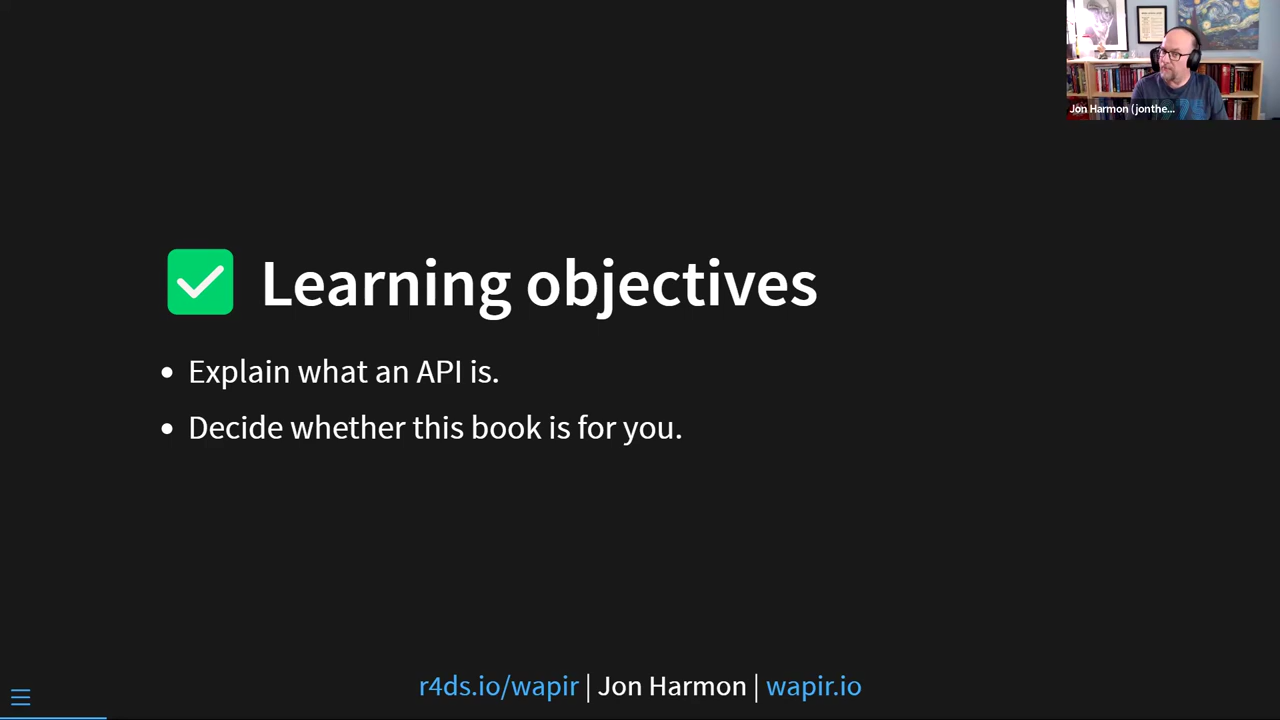 Jon Harmon (jonthe...
Learning objectives
• Explain what an API is.
• Decide whether this book is for you.
r4ds.io/wapir | Jon Harmon | wapir.io